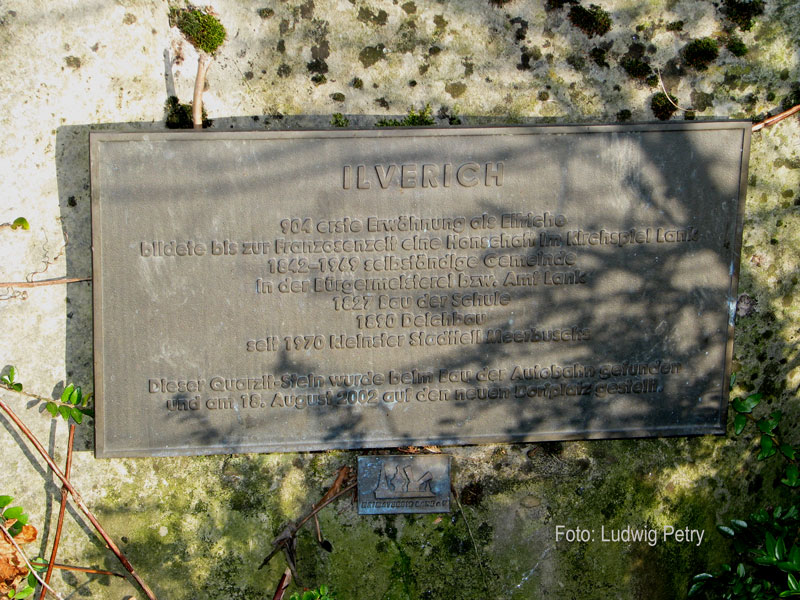 ILVERICH
904 erste Erwähnung als Elriche
bildete bis zur Franzosenzeit eine Honschaft im Kirchspiel Lank
1842-1969 selbständige Gemeinde
in der Bürgermeisterei bzw. Amt Lank
1827 Bau der Schule
1890 Deichbau
seit 1970 kleinster Stadtteil Meerbuschs
Dieser Quarzit-Stein wurde beim Bau der Autobahn gefunden
und am 18. August 2002 auf den neuen Dorfplatz gestellt.
Foto: Ludwig Petry